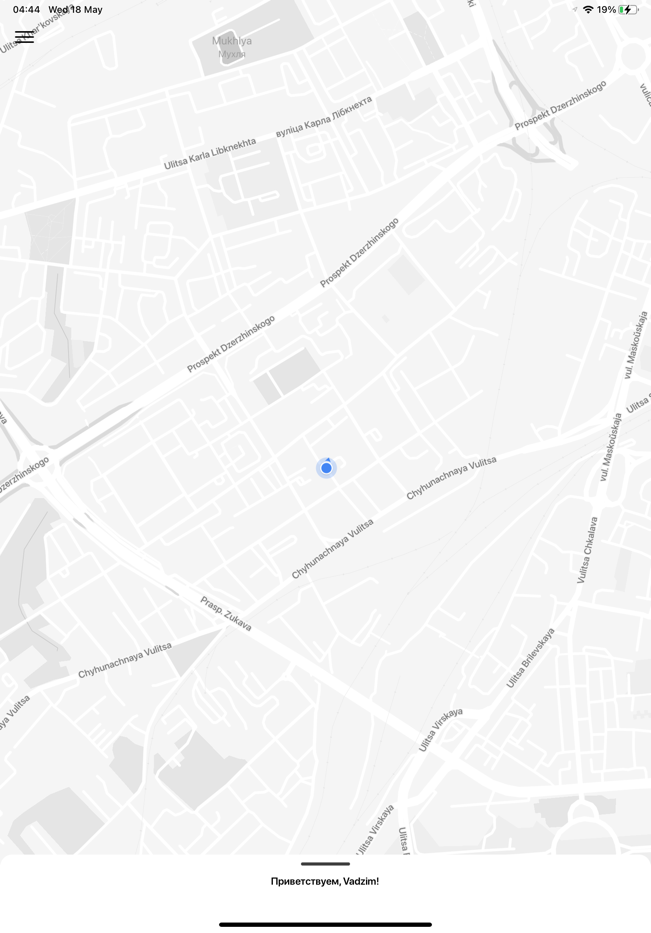 04:44 Wed 18 May
19%
Mukhlya
Мухля
Prospekt Dzerzhinskogo
вуліца Карла Лібкнехта
Ulitsa Karla Libknekhta
Prospekt Dzerzhinskogo
Prospekt Dzerzhinskogo
vul. Maskoŭskaja
vul. Maskoŭskaja
Chyhunachnaya Vulitsa
Vulitsa Chkalava
Chyhunachnaya Vulitsa
Prasp. Zukava
Ulitsa Brilevskaya
Chyhunachnaya Vulitsa
Ulitsa Virskaya
Ulitsa Virskaya
Приветствуем, Vadzim!